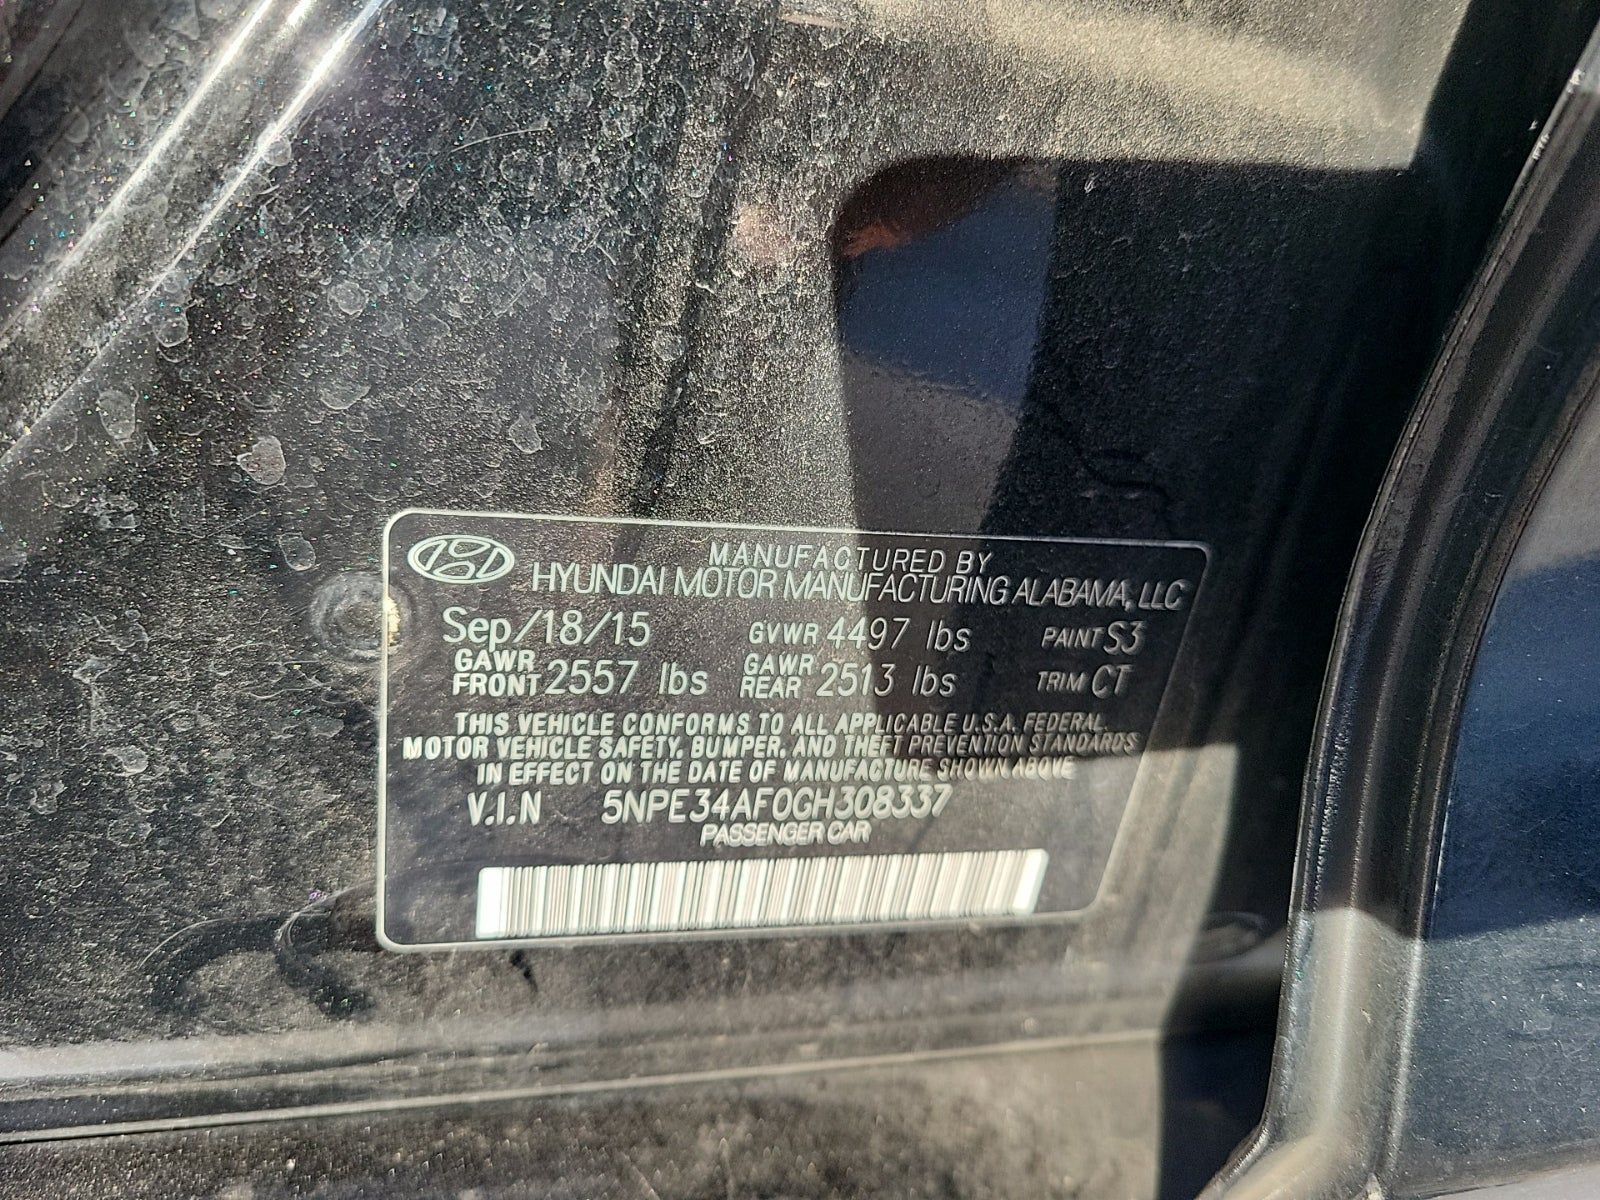 MANUFACTURED BY
HYUNDAI MOTOR MANUFACTURING ALABAMA, LLC
Sep/18/15 GVWR 4497 lbs PAINT S3
GAWR FRONT 2557 lbs GAWR REAR 2513 lbs TRIM CT
THIS VEHICLE CONFORMS TO ALL APPLICABLE U.S.A. FEDERAL
MOTOR VEHICLE SAFETY, BUMPER, AND THEFT PREVENTION STANDARDS
IN EFFECT ON THE DATE OF MANUFACTURE SHOWN ABOVE
V.I.N 5NPE34AF0GH308337
PASSENGER CAR